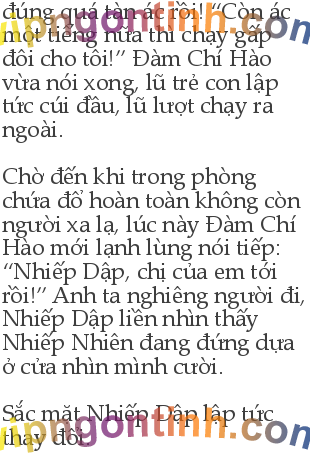 đúng quá tàn ác rồi! “Còn ác
một tiếng nữa thì chạy gấp
đôi cho tôi!” Đàm Chí Hào
vừa nói xong, lũ trẻ con lập
tức cúi đầu, lũ lượt chạy ra
ngoài.
Chờ đến khi trong phòng
chứa đổ hoàn toàn không còn
người xa lạ, lúc này Đàm Chí
Hào mới lạnh lùng nói tiếp:
“Nhiếp Dập, chị của em tới
rồi!” Anh ta nghiêng người đi,
Nhiếp Dập liền nhìn thấy
Nhiếp Nhiên đang đứng dựa
ở cửa nhìn mình cười.
Sắc mặt Nhiếp Dập lập tức
thay đổi.
vipngontinh.com
vipngontinh.com